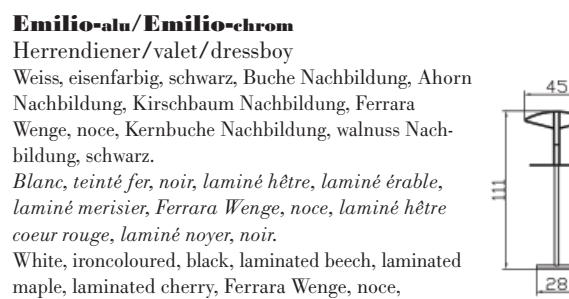 Emilio-alu/Emilio-chrom
Herrendiener/valet/dressboy
Weiss, eisenfarbig, schwarz, Buche Nachbildung, Ahorn
Nachbildung, Kirschbaum Nachbildung, Ferrara
Wenge, noce, Kernbuche Nachbildung, walnuss Nach-
bildung, schwarz.
Blanc, teinté fer, noir, laminé hêtre, laminé érable,
laminé merisier, Ferrara Wenge, noce, laminé hêtre
coeur rouge, laminé noyer, noir.
White, ironcoloured, black, laminated beech, laminated
maple, laminated cherry, Ferrara Wenge, noce,
45
111
28